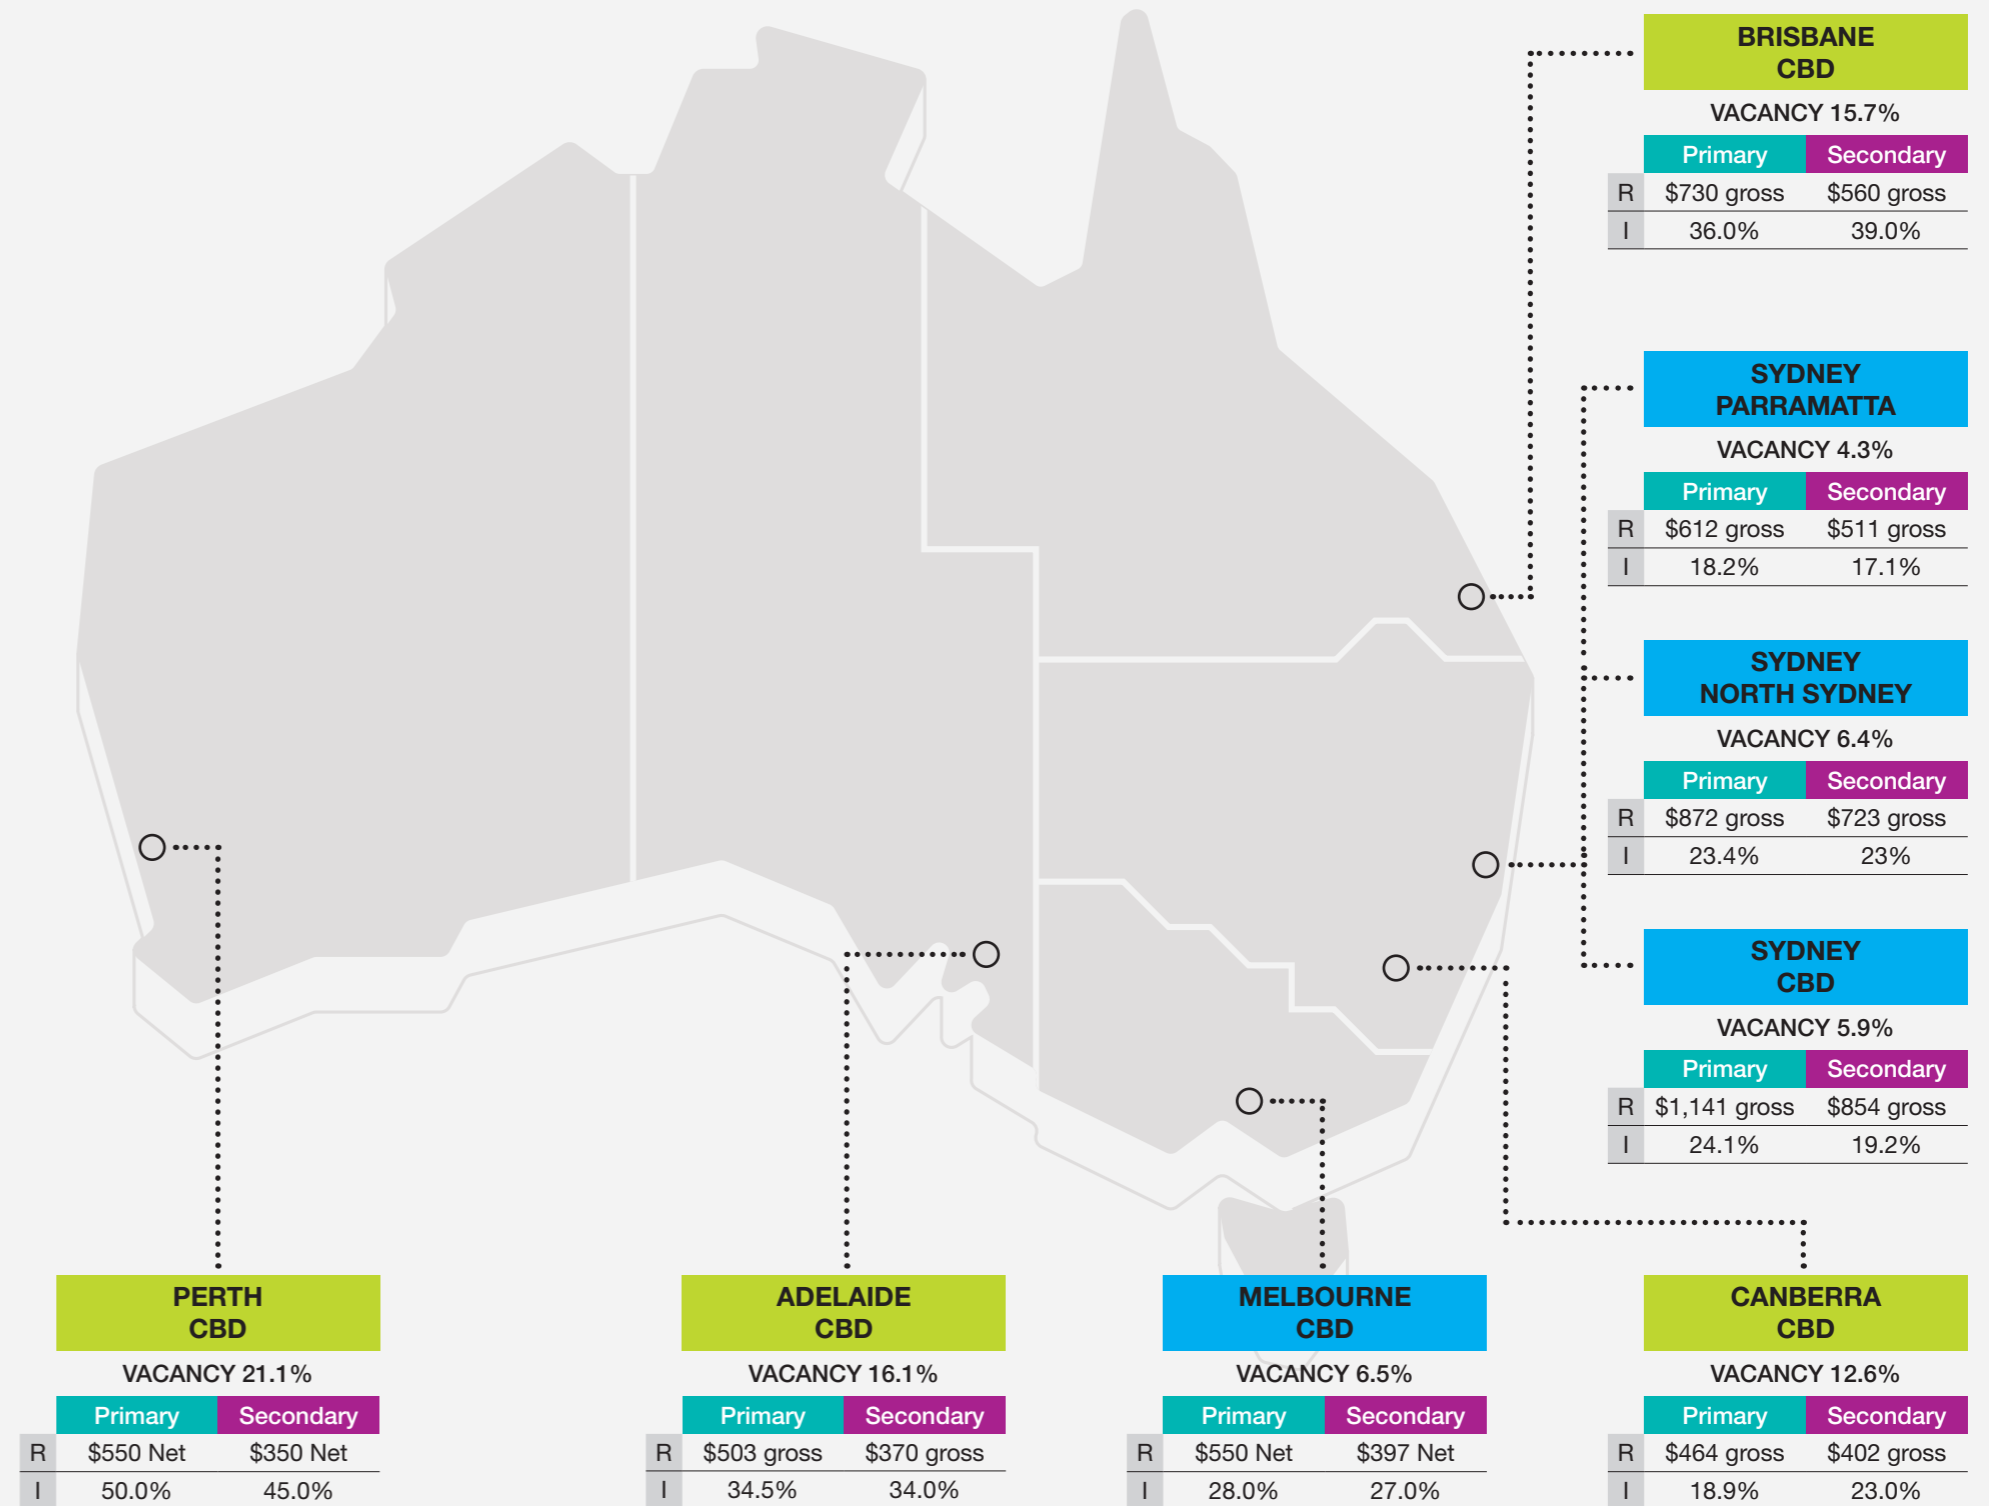 BRISBANE
CBD
VACANCY 15.7%
Primary Secondary
R $730 gross $560 gross
I 36.0% 39.0%
SYDNEY
PARRAMATTA
VACANCY 4.3%
Primary Secondary
R $612 gross $511 gross
I 18.2% 17.1%
SYDNEY
NORTH SYDNEY
VACANCY 6.4%
Primary Secondary
R $872 gross $723 gross
I 23.4% 23%
SYDNEY
CBD
VACANCY 5.9%
Primary Secondary
R $1,141 gross $854 gross
I 24.1% 19.2%
PERTH
CBD
VACANCY 21.1%
Primary Secondary
R $550 Net $350 Net
I 50.0% 45.0%
ADELAIDE
CBD
VACANCY 16.1%
Primary Secondary
R $503 gross $370 gross
I 34.5% 34.0%
MELBOURNE
CBD
VACANCY 6.5%
Primary Secondary
R $550 Net $397 Net
I 28.0% 27.0%
CANBERRA
CBD
VACANCY 12.6%
Primary Secondary
R $464 gross $402 gross
I 18.9% 23.0%